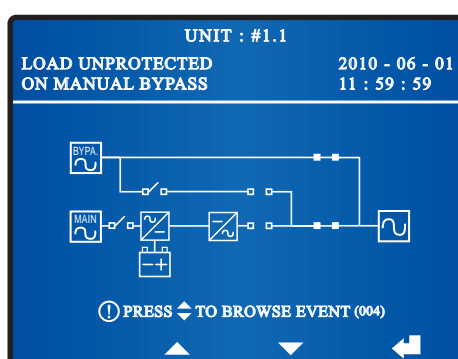 UNIT : #1.1
LOAD UNPROTECTED 2010 - 06 - 01
ON MANUAL BYPASS 11 : 59 : 59
BYPA.
MAIN
PRESS TO BROWSE EVENT (004)